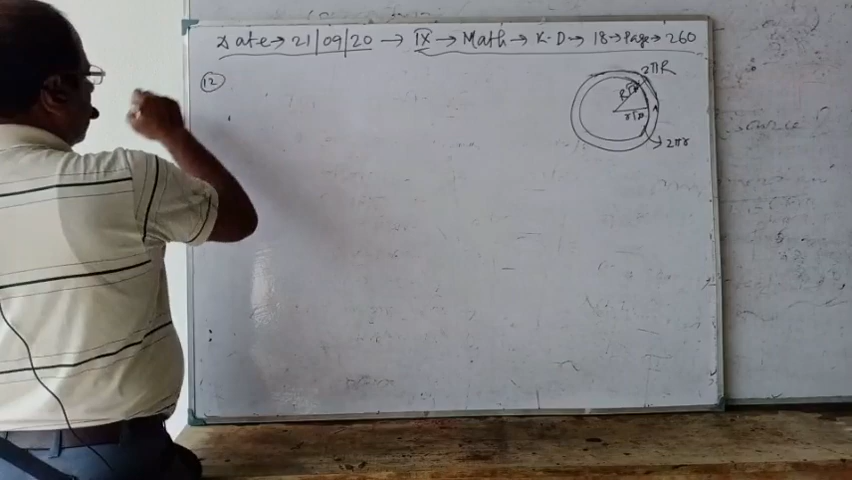 Date → 21/09/20 → IX → Math → K.D → 18 → Page → 260
12
2πR
2πr